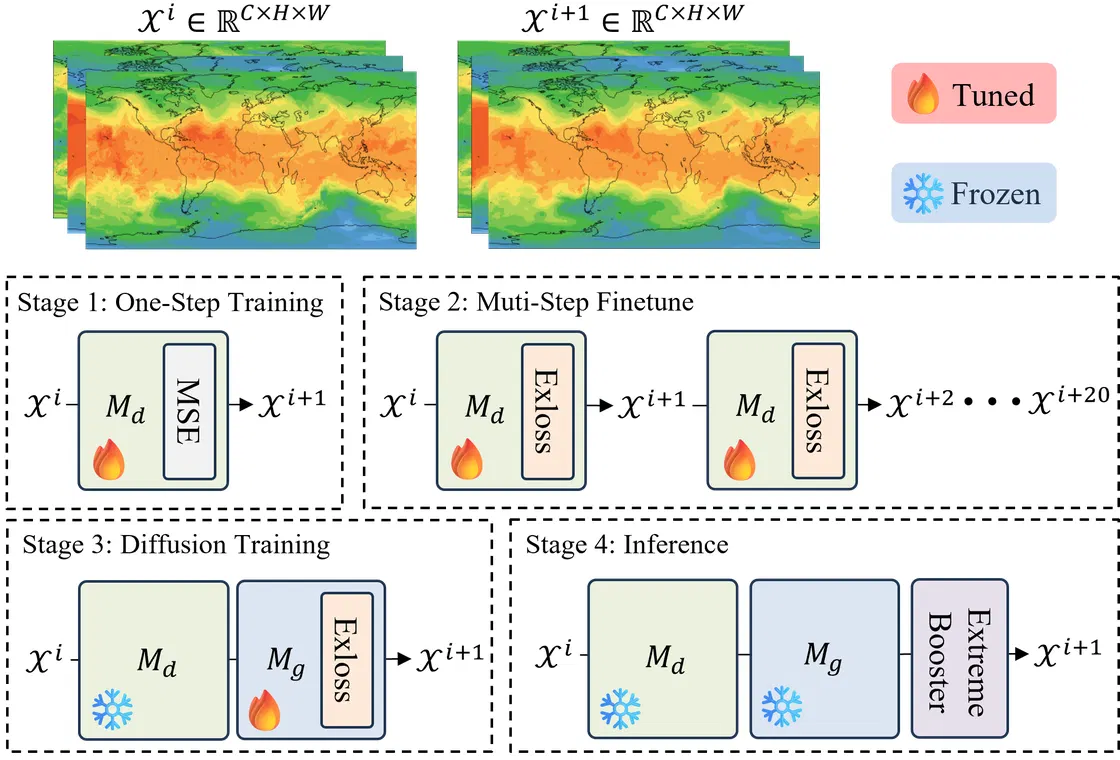 𝒳^i ∈ ℝ^{C×H×W}
𝒳^{i+1} ∈ ℝ^{C×H×W}
Tuned
Frozen
Stage 1: One-Step Training
𝒳^i
M_d
MSE
𝒳^{i+1}
Stage 2: Muti-Step Finetune
𝒳^i
M_d
Exloss
𝒳^{i+1}
M_d
Exloss
𝒳^{i+2} • • • 𝒳^{i+20}
Stage 3: Diffusion Training
𝒳^i
M_d
M_g
Exloss
𝒳^{i+1}
Stage 4: Inference
𝒳^i
M_d
M_g
Extreme
Booster
𝒳^{i+1}